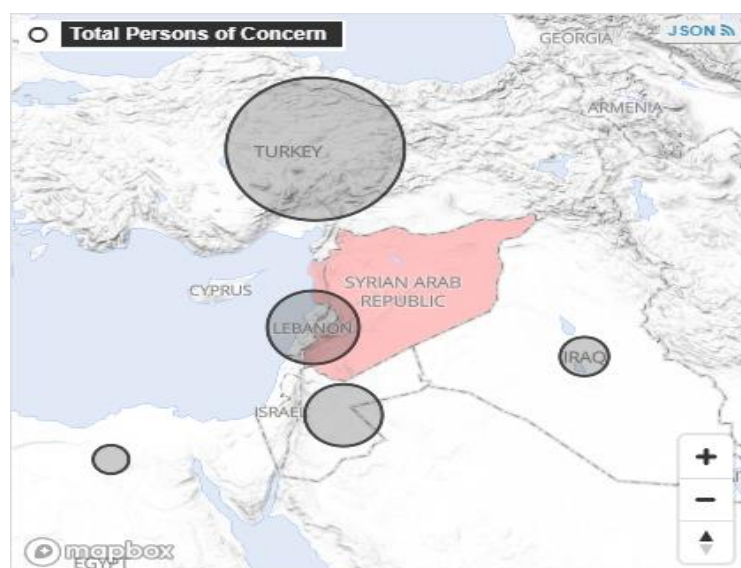 Total Persons of Concern
JSON
GEORGIA
ARMENIA
TURKEY
CYPRUS
SYRIAN ARAB
REPUBLIC
LEBANON
IRAQ
ISRAEL
+
−
mapbox
EGYPT